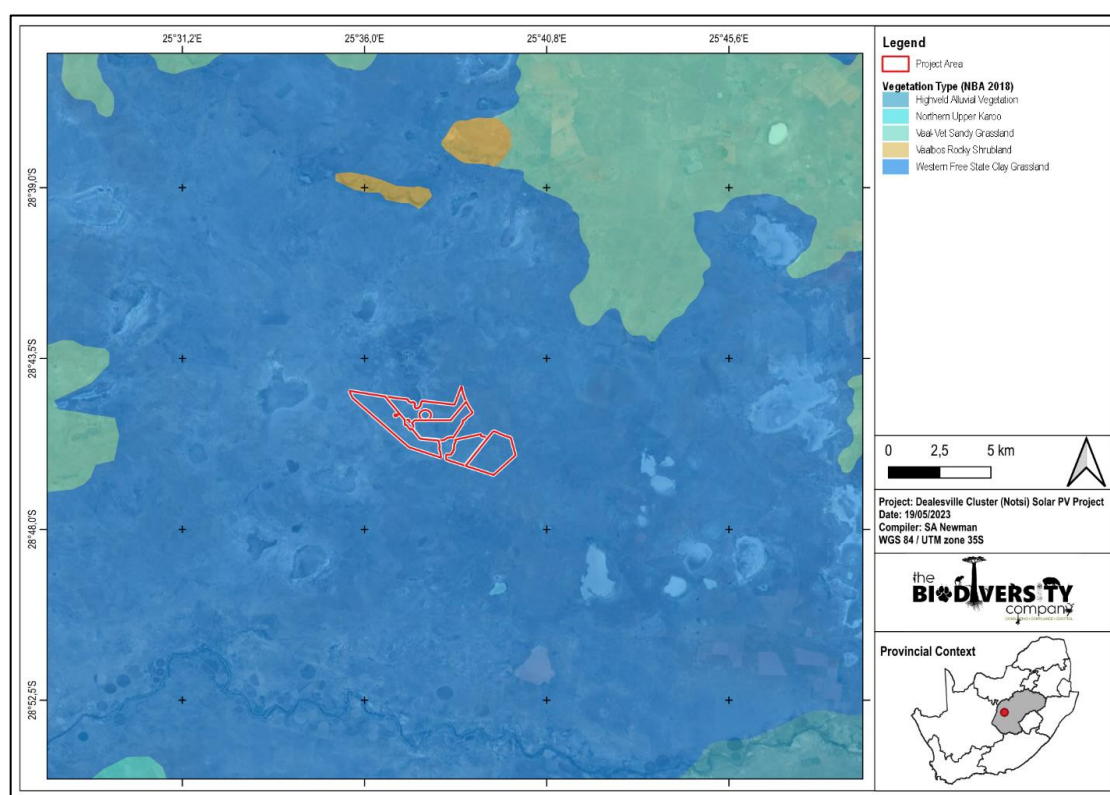 25°31,2'E
25°36,0'E
25°40,8'E
25°45,6'E
28°39,0'S
28°43,5'S
28°48,0'S
28°52,5'S
Legend
Project Area
Vegetation Type (NBA 2018)
Highveld Alluvial Vegetation
Northern Upper Karoo
Vaal-Vet Sandy Grassland
Vaalbos Rocky Shrubland
Western Free State Clay Grassland
0 2,5 5 km
Project: Dealesville Cluster (Notsi) Solar PV Project
Date: 19/05/2023
Compiler: SA Newman
WGS 84 / UTM zone 35S
the
BIODIVERSITY
company
Provincial Context